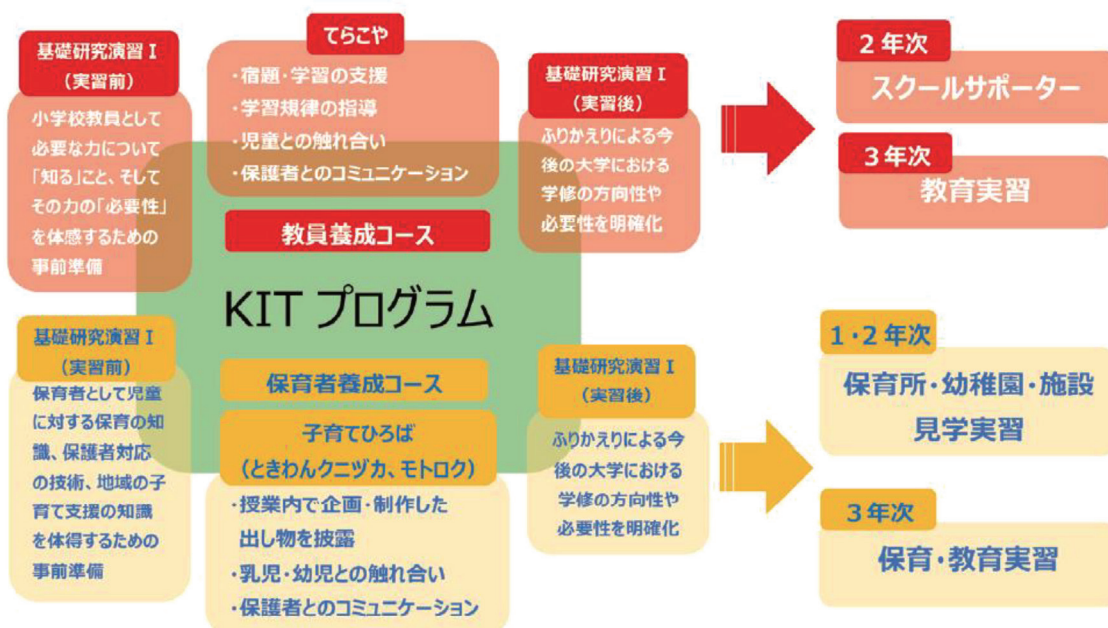 基礎研究演習Ⅰ
（実習前）
小学校教員として
必要な力について
「知る」こと、そして
その力の「必要性」
を体感するための
事前準備
てらこや
・宿題・学習の支援
・学習規律の指導
・児童との触れ合い
・保護者とのコミュニケーション
教員養成コース
基礎研究演習Ⅰ
（実習後）
ふりかえりによる今
後の大学における
学修の方向性や
必要性を明確化
2年次
スクールサポーター
3年次
教育実習
KIT プログラム
基礎研究演習Ⅰ
（実習前）
保育者として児童
に対する保育の知
識、保護者対応
の技術、地域の子
育て支援の知識
を体得するための
事前準備
保育者養成コース
子育てひろば
（ときわんクニヅカ、モトロク）
・授業内で企画・制作した
出し物を披露
・乳児・幼児との触れ合い
・保護者とのコミュニケーション
基礎研究演習Ⅰ
（実習後）
ふりかえりによる今
後の大学における
学修の方向性や
必要性を明確化
1・2年次
保育所・幼稚園・施設
見学実習
3年次
保育・教育実習